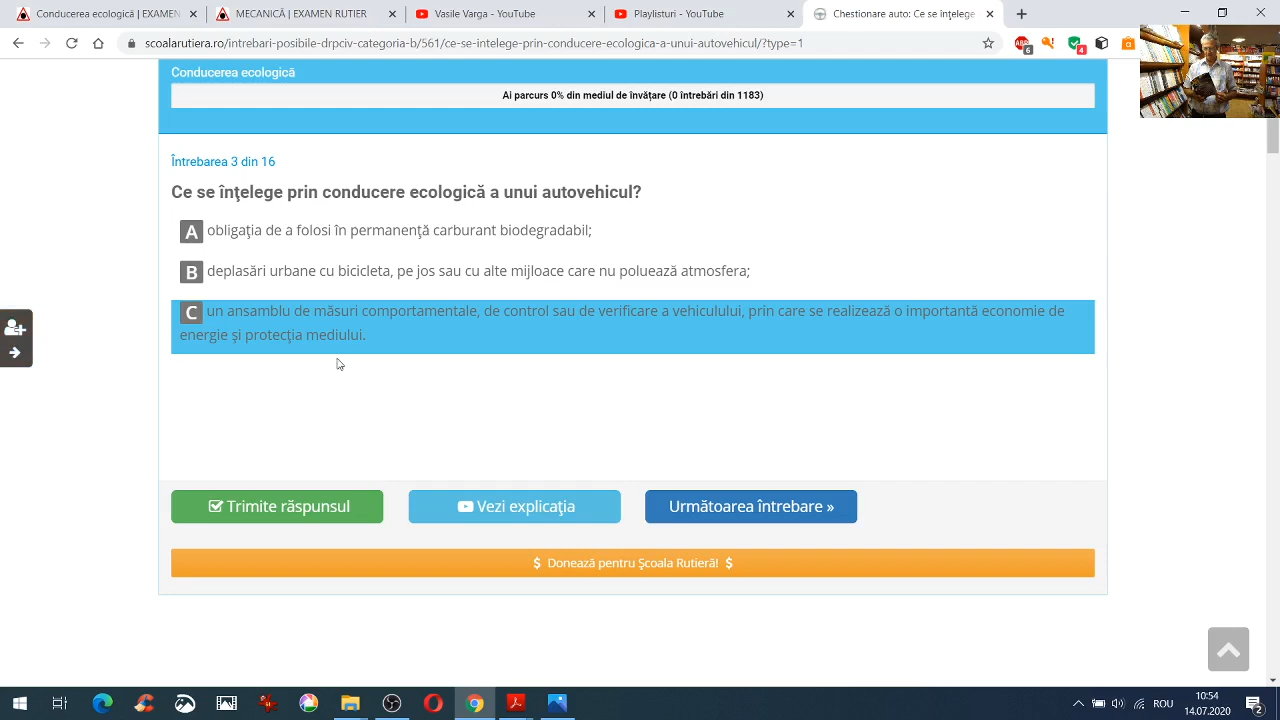 Conducerea ecologică | EXAMEN
MECANICĂ | EXAMEN RUTIER
Vasile Varga - YouTube
Playlisturi - YouTube
Chestionare auto: Ce se înţelege
scoalarutiera.ro/intrebari-posibile/drpciv-categoria-b/561/ce-se-intelege-prin-conducere-ecologica-a-unui-autovehicul/?type=1
6
4
Conducerea ecologică
Ai parcurs 0% din mediul de învăţare (0 întrebări din 1183)
Întrebarea 3 din 16
Ce se înţelege prin conducere ecologică a unui autovehicul?
A obligaţia de a folosi în permanenţă carburant biodegradabil;
B deplasări urbane cu bicicleta, pe jos sau cu alte mijloace care nu poluează atmosfera;
C un ansamblu de măsuri comportamentale, de control sau de verificare a vehiculului, prin care se realizează o importantă economie de
energie şi protecţia mediului.
Trimite răspunsul
Vezi explicaţia
Următoarea întrebare »
$ Donează pentru Şcoala Rutieră! $
ROU
10:54
14.07.2020
2